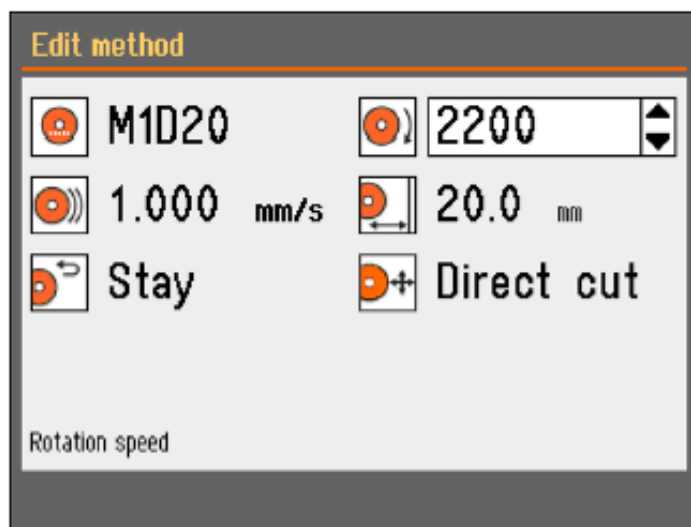 Edit method
M1D20 2200
1.000 mm/s 20.0 mm
Stay Direct cut
Rotation speed